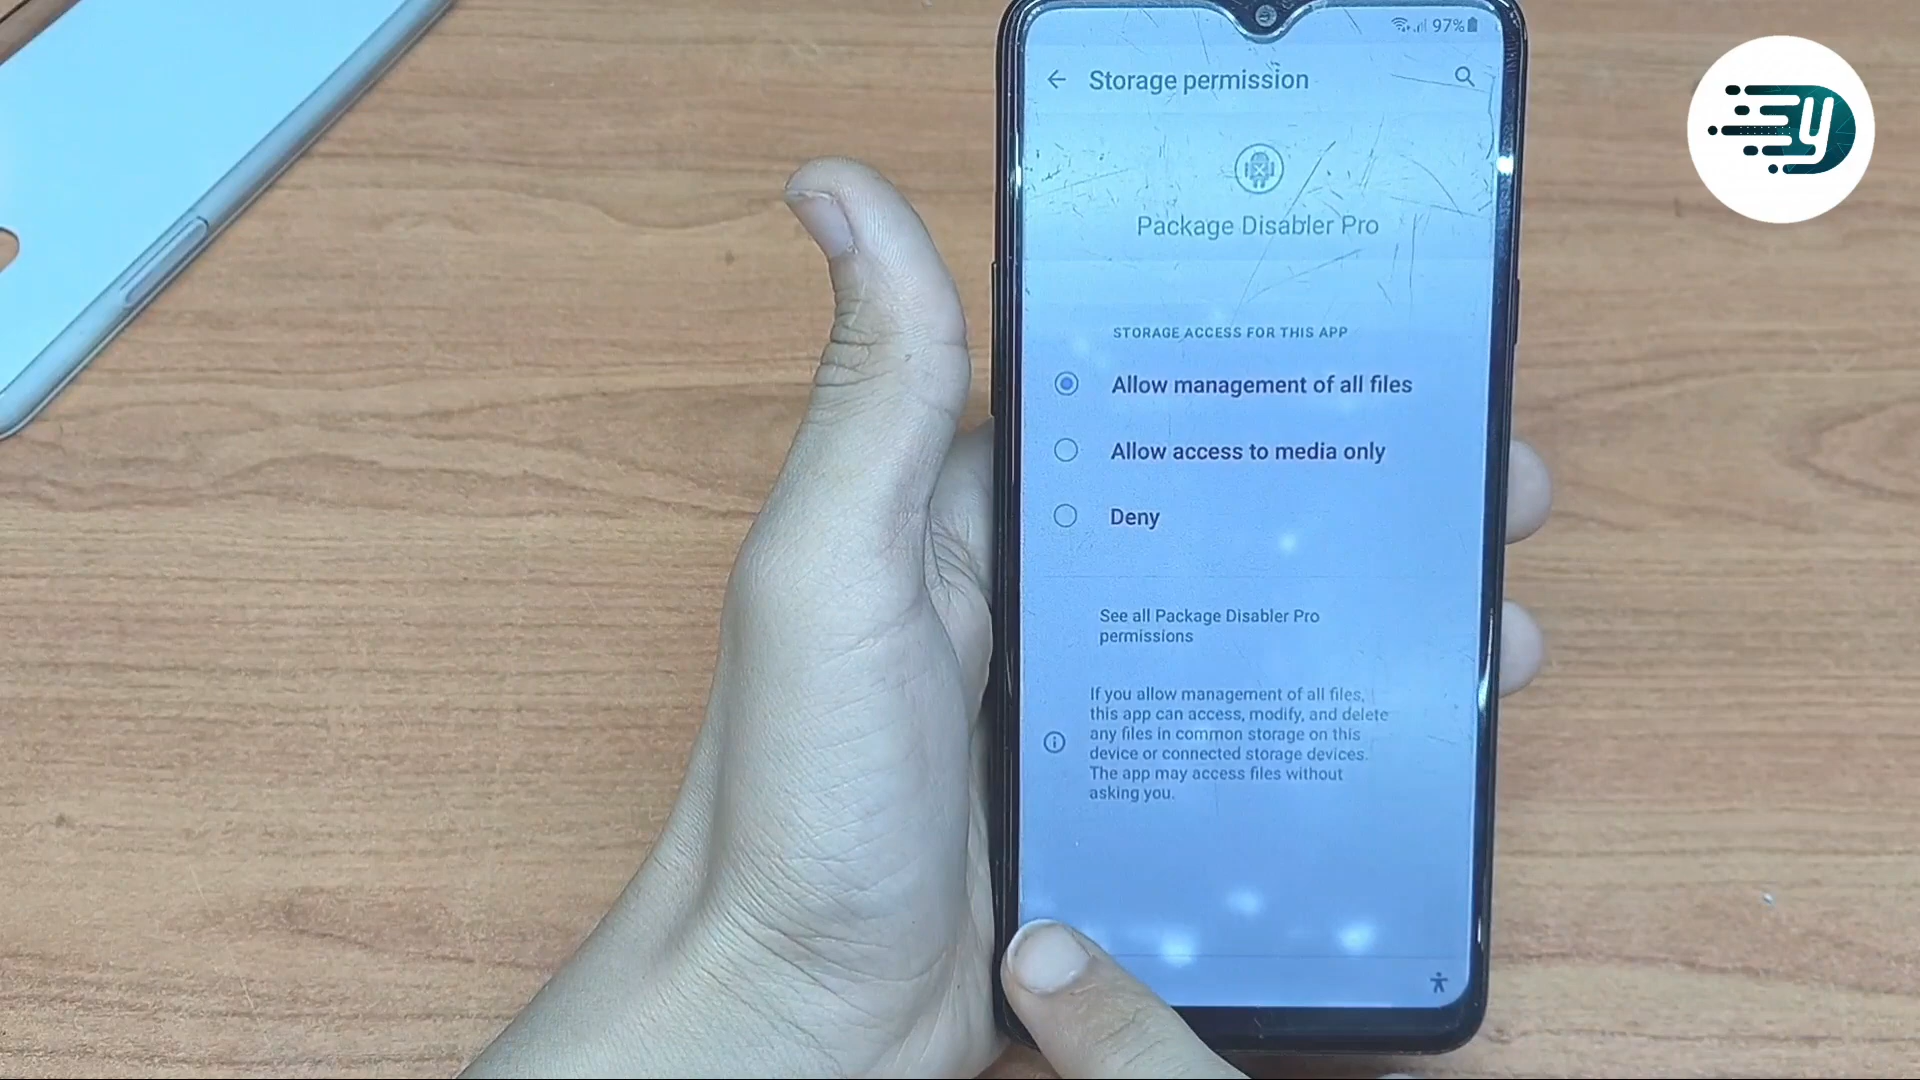 97%
Storage permission
Package Disabler Pro
STORAGE ACCESS FOR THIS APP
Allow management of all files
Allow access to media only
Deny
See all Package Disabler Pro
permissions
If you allow management of all files,
this app can access, modify, and delete
any files in common storage on this
device or connected storage devices.
The app may access files without
asking you.
y